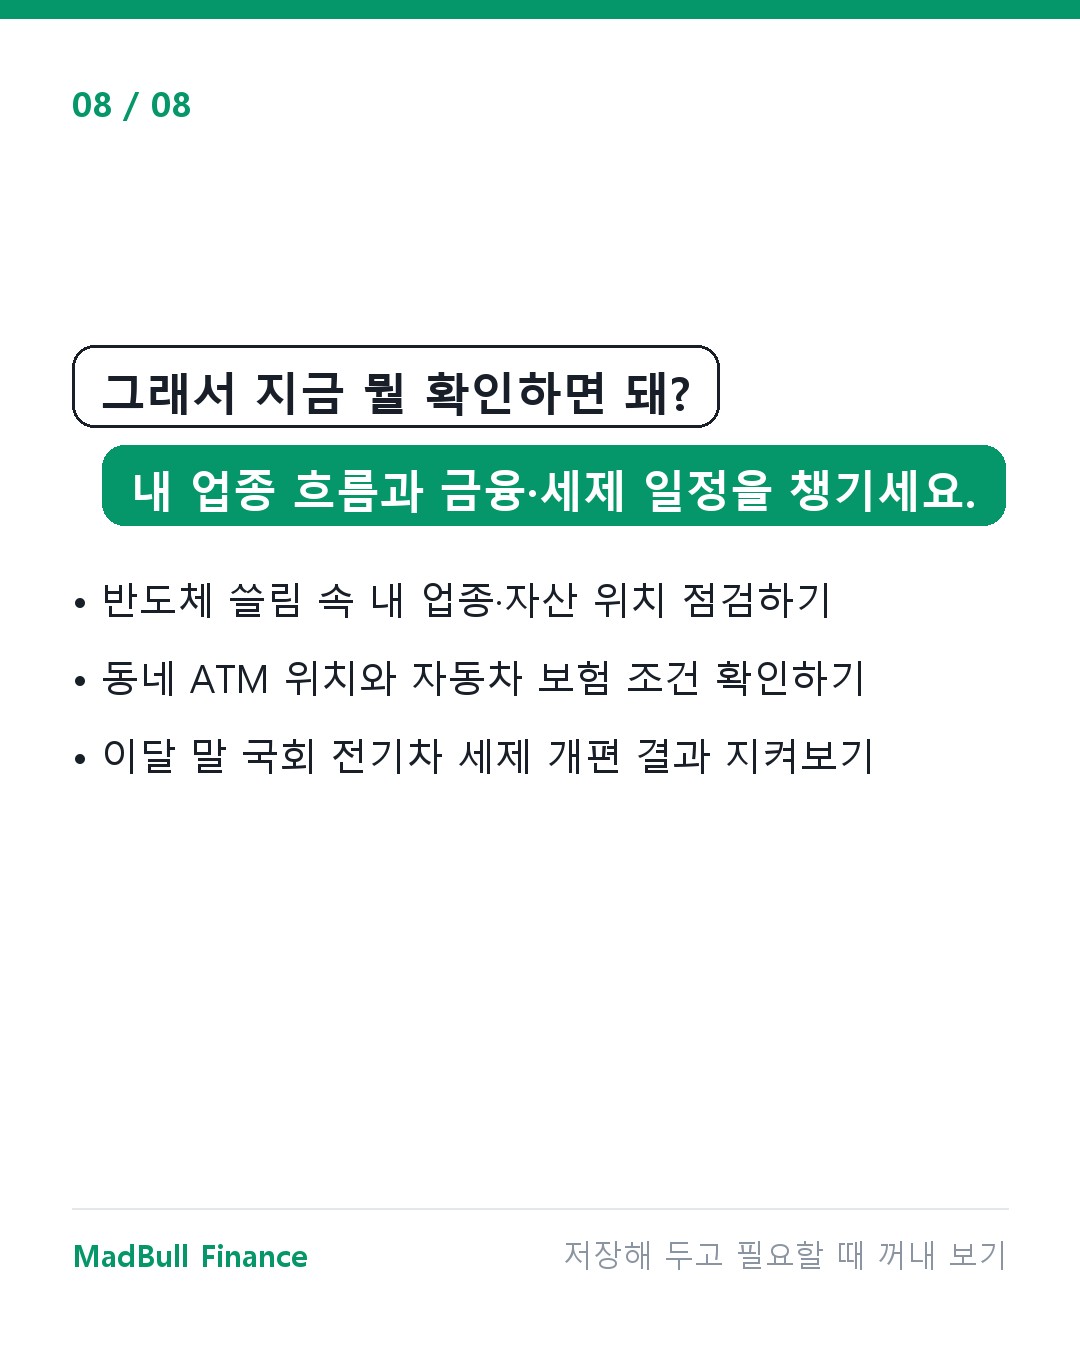 08 / 08
그래서 지금 뭘 확인하면 돼?
내 업종 흐름과 금융·세제 일정을 챙기세요.
• 반도체 쏠림 속 내 업종·자산 위치 점검하기
• 동네 ATM 위치와 자동차 보험 조건 확인하기
• 이달 말 국회 전기차 세제 개편 결과 지켜보기
MadBull Finance
저장해 두고 필요할 때 꺼내 보기